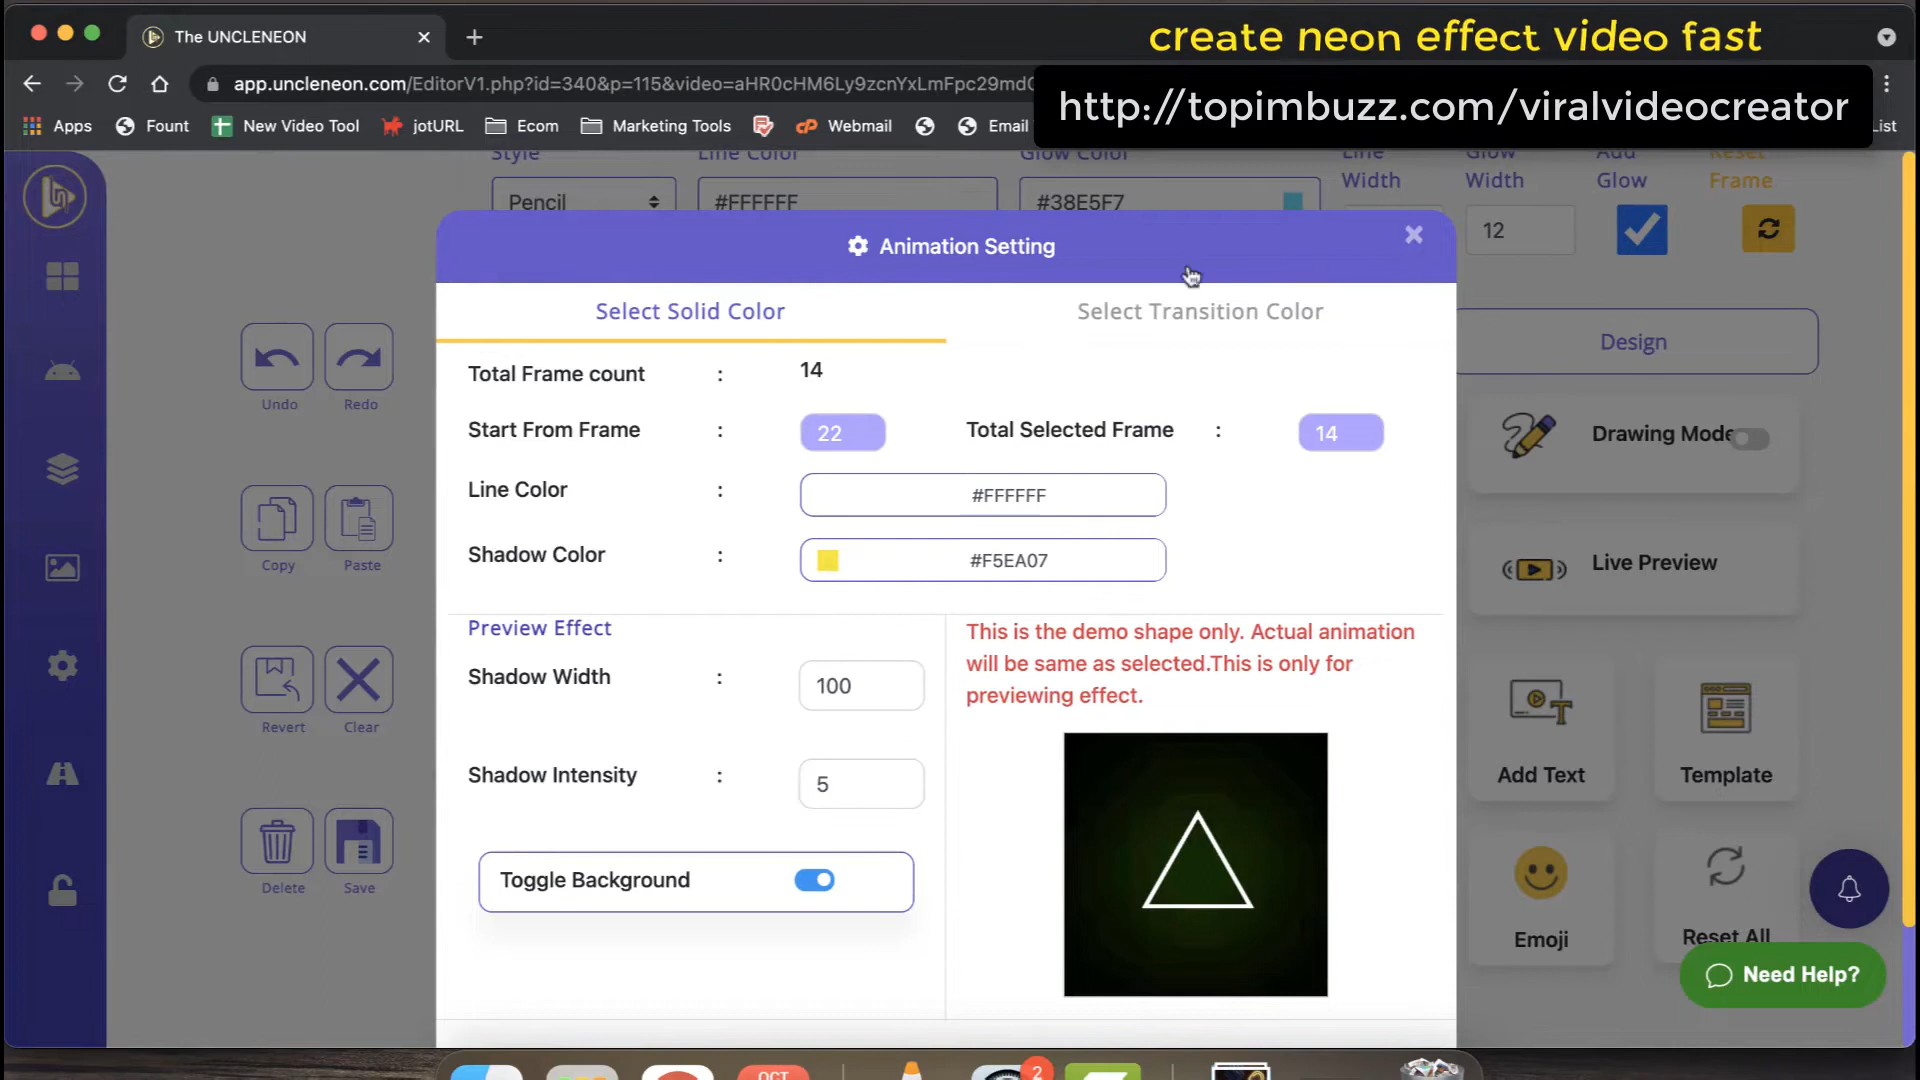 The UNCLENEON
create neon effect video fast
app.uncleneon.com/EditorV1.php?id=340&p=115&video=aHR0cHM6Ly9zcnYxLmFpc29md
http://topimbuzz.com/viralvideocreator
Apps
Fount
New Video Tool
jotURL
Ecom
Marketing Tools
Webmail
Email
List
Style
Line Color
Glow Color
Line
Width
Glow
Width
Add
Glow
Reset
Frame
Pencil
#FFFFFF
#38E5F7
12
Animation Setting
Select Solid Color
Select Transition Color
Total Frame count : 14
Start From Frame : 22
Total Selected Frame : 14
Line Color : #FFFFFF
Shadow Color : #F5EA07
Preview Effect
Shadow Width : 100
Shadow Intensity : 5
Toggle Background
This is the demo shape only. Actual animation
will be same as selected.This is only for
previewing effect.
Undo
Redo
Copy
Paste
Revert
Clear
Delete
Save
Design
Drawing Mode
Live Preview
Add Text
Template
Emoji
Reset All
Need Help?
OCT
2